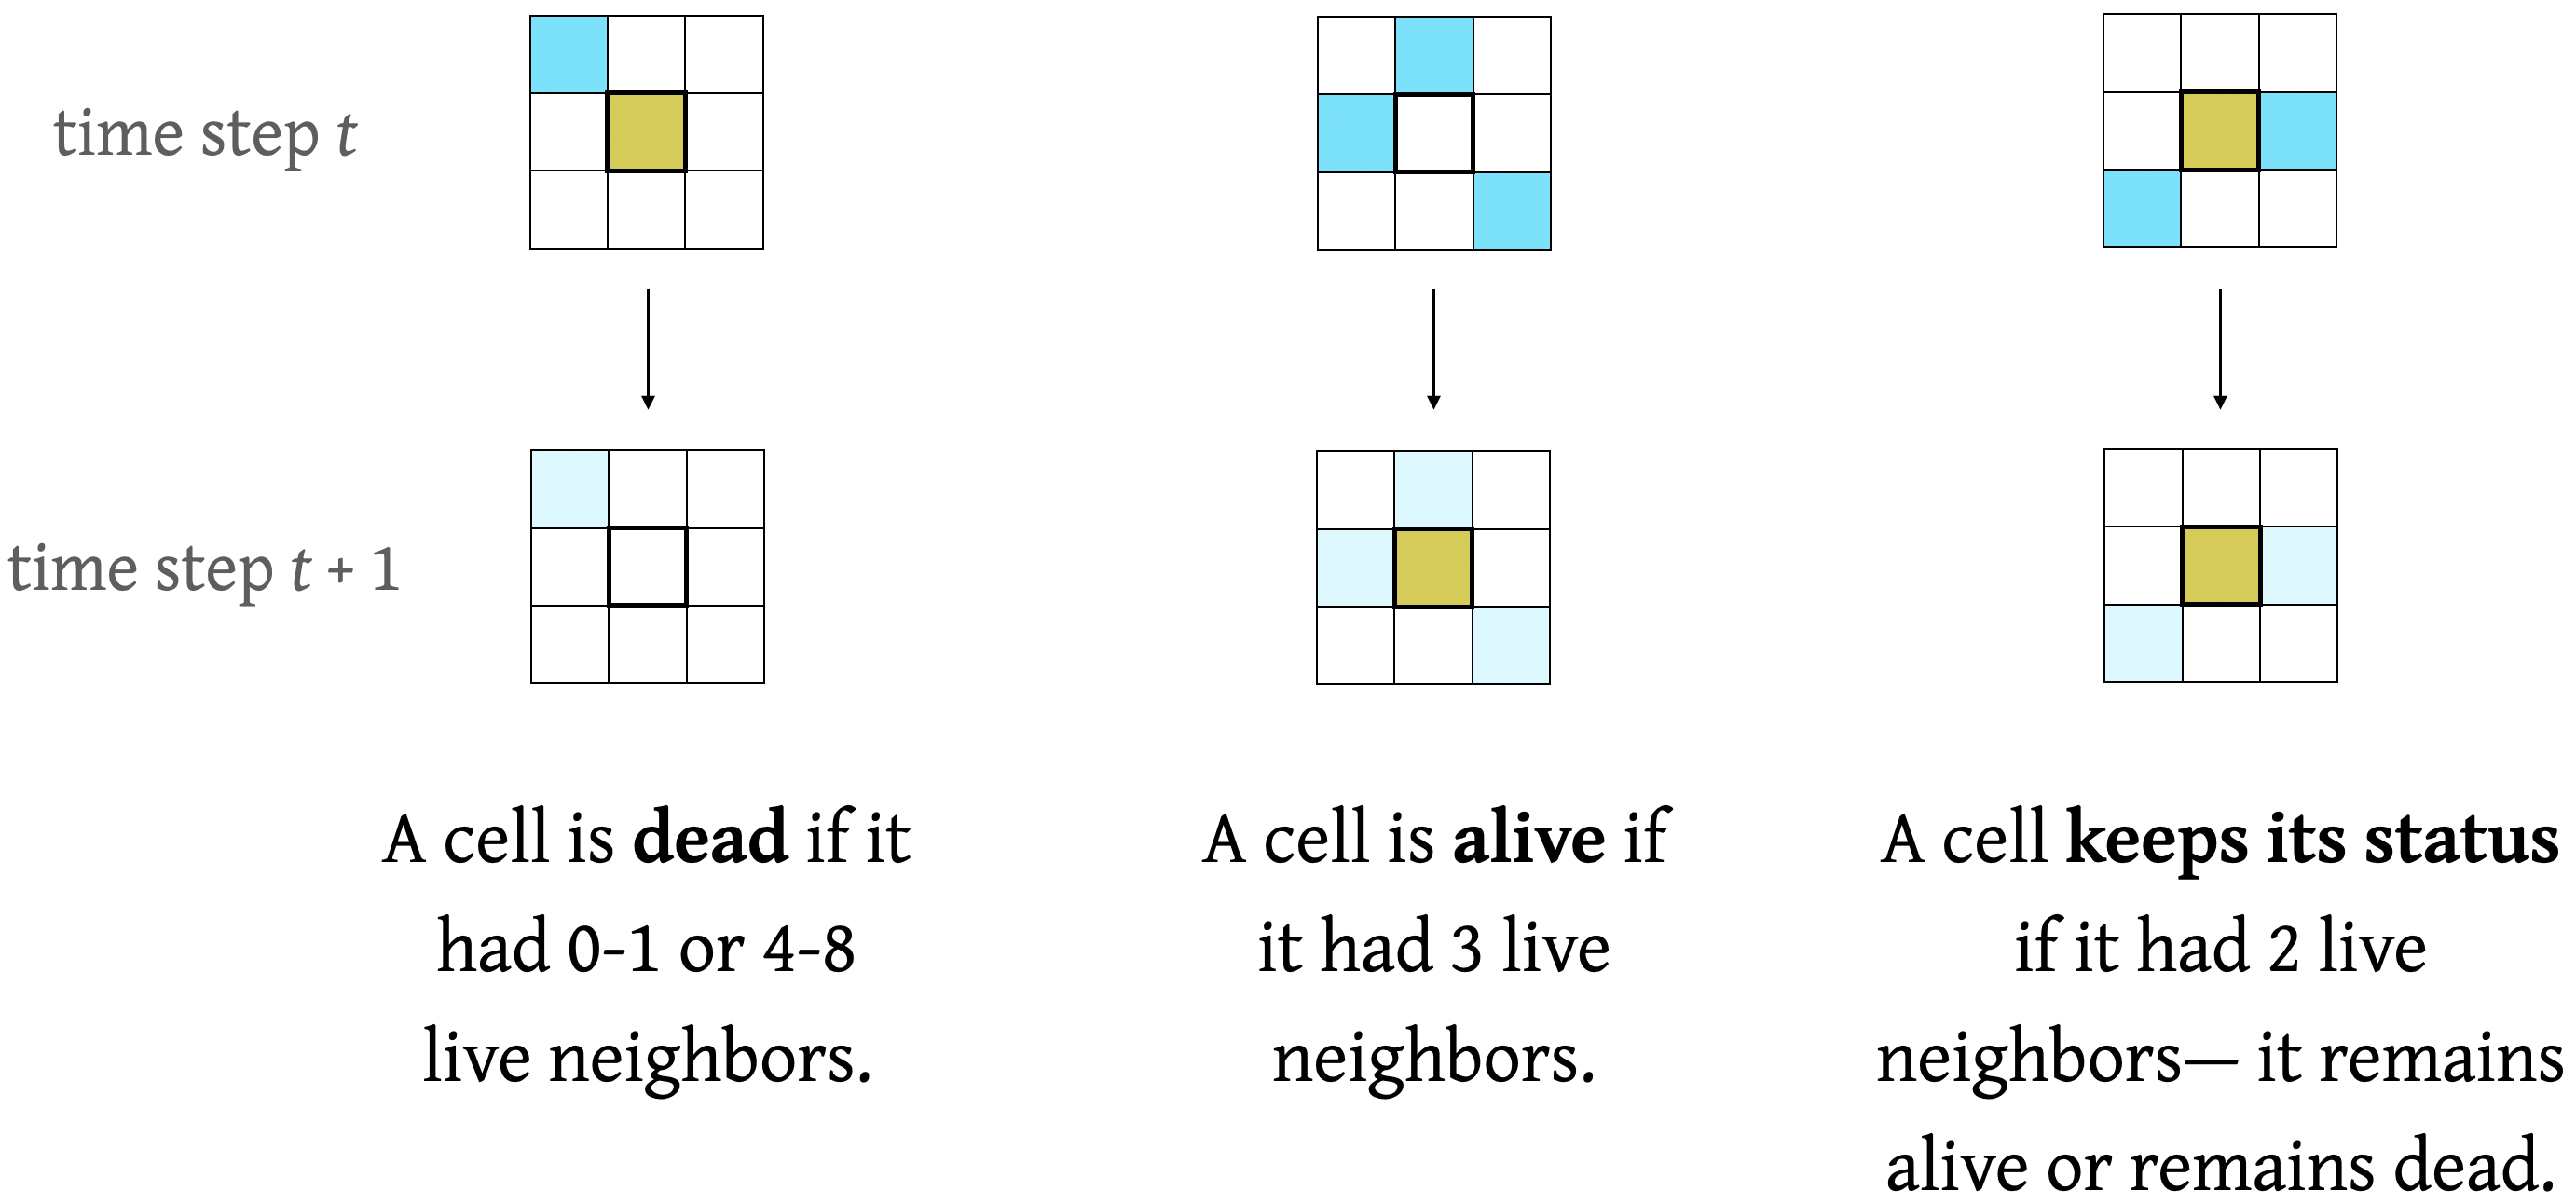 time step t
time step t + 1
A cell is dead if it
had 0-1 or 4-8
live neighbors.
A cell is alive if
it had 3 live
neighbors.
A cell keeps its status
if it had 2 live
neighbors— it remains
alive or remains dead.